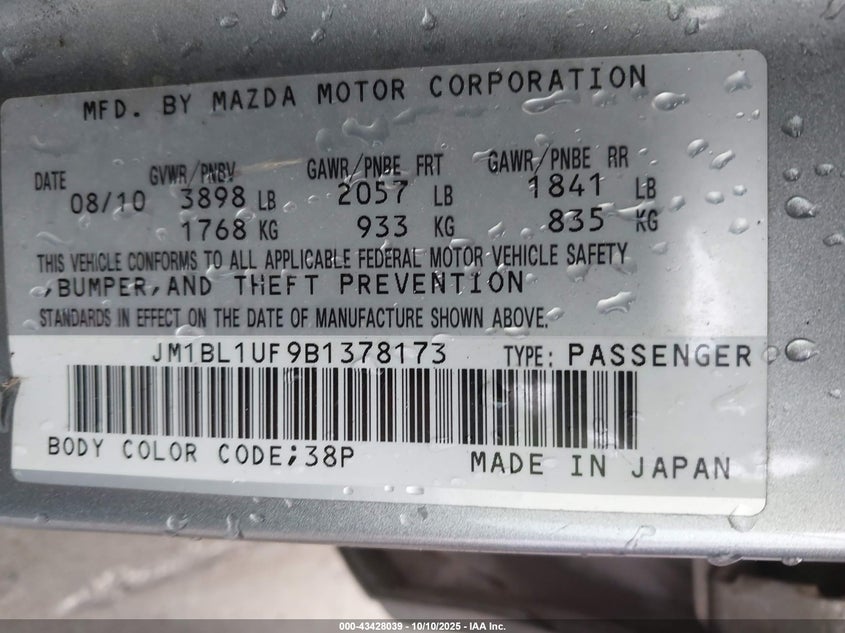 MFD. BY MAZDA MOTOR CORPORATION
DATE GVWR/PNBV GAWR/PNBE FRT GAWR/PNBE RR
08/10 3898 LB 2057 LB 1841 LB
1768 KG 933 KG 835 KG
THIS VEHICLE CONFORMS TO ALL APPLICABLE FEDERAL MOTOR VEHICLE SAFETY
,BUMPER,AND THEFT PREVENTION
STANDARDS IN EFFECT ON THE DATE OF MANUFACTURE SHOWN ABOVE.
JM1BL1UF9B1378173 TYPE: PASSENGER
BODY COLOR CODE;38P MADE IN JAPAN
000-43428039 - 10/10/2025 - IAA Inc.